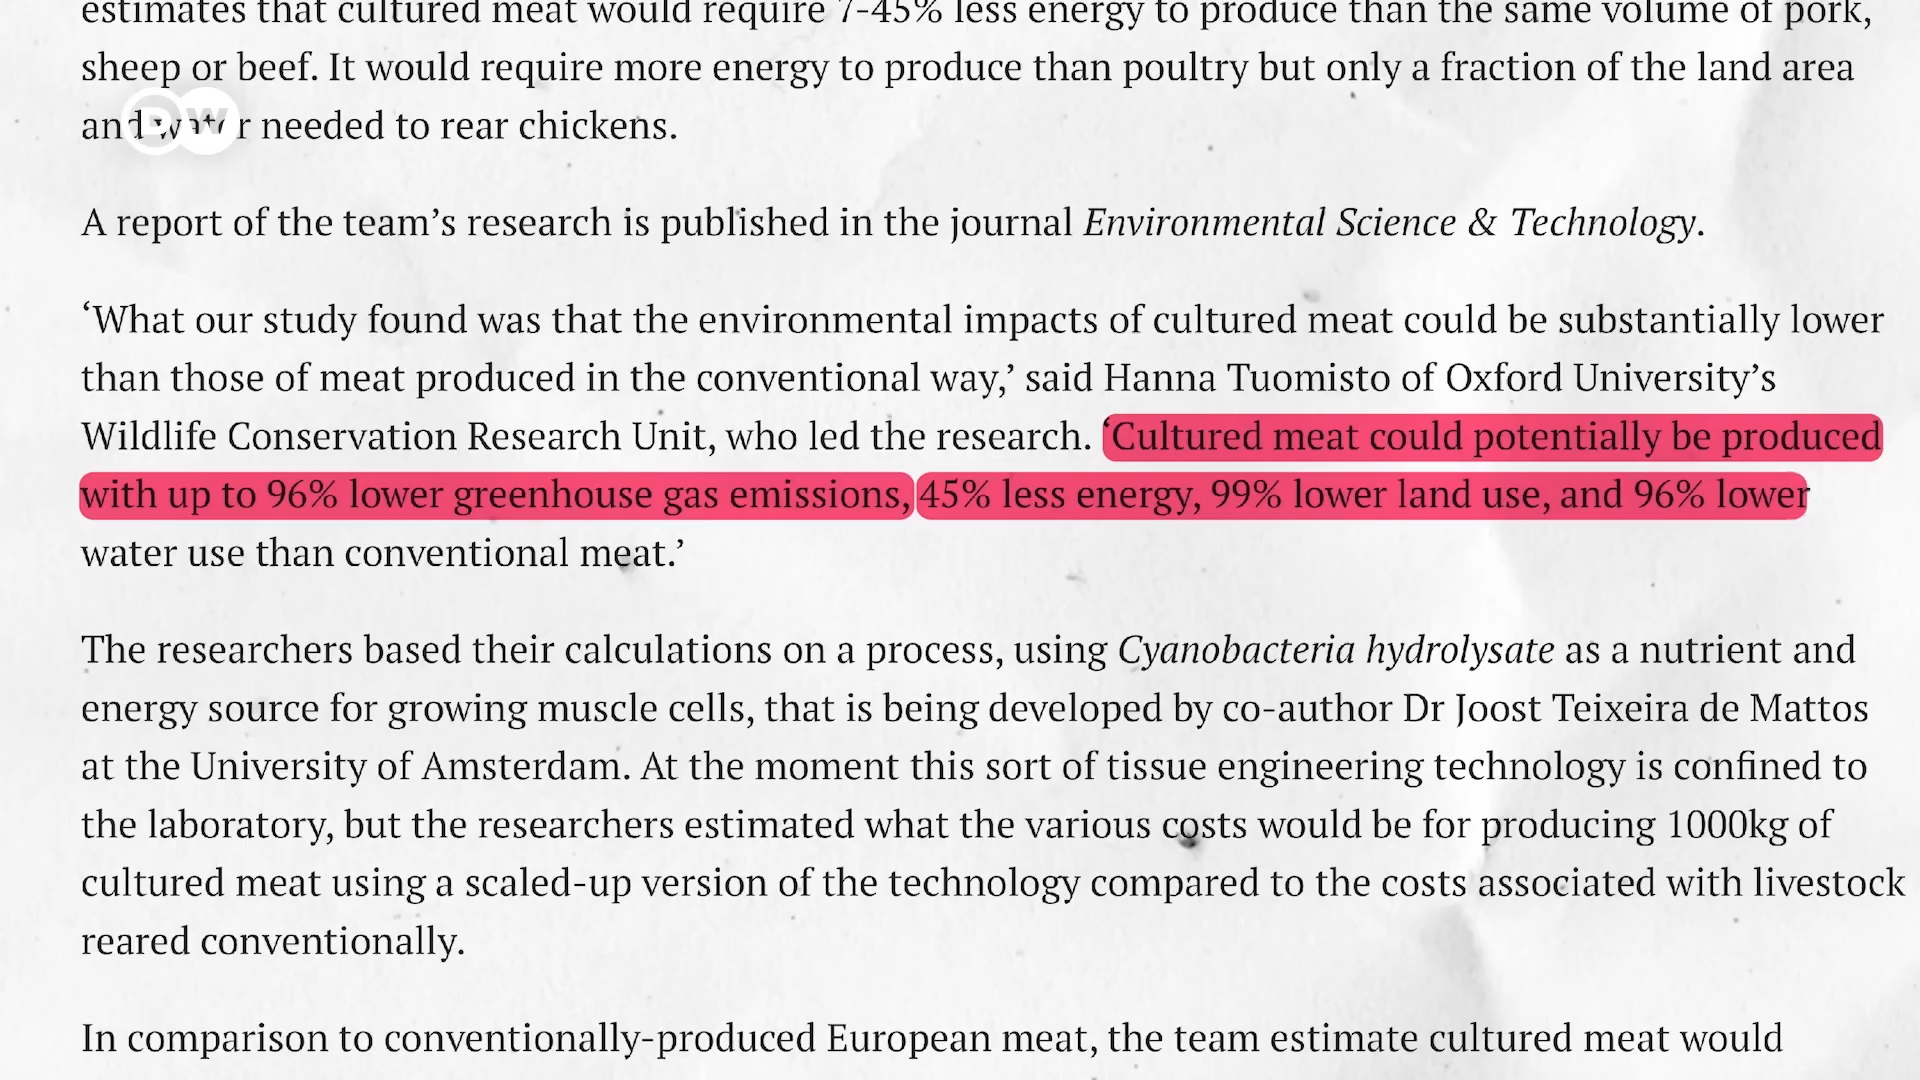 estimates that cultured meat would require 7-45% less energy to produce than the same volume of pork,
sheep or beef. It would require more energy to produce than poultry but only a fraction of the land area
and water needed to rear chickens.
DW
A report of the team’s research is published in the journal Environmental Science & Technology.
‘What our study found was that the environmental impacts of cultured meat could be substantially lower
than those of meat produced in the conventional way,’ said Hanna Tuomisto of Oxford University’s
Wildlife Conservation Research Unit, who led the research. ‘Cultured meat could potentially be produced
with up to 96% lower greenhouse gas emissions, 45% less energy, 99% lower land use, and 96% lower
water use than conventional meat.’
The researchers based their calculations on a process, using Cyanobacteria hydrolysate as a nutrient and
energy source for growing muscle cells, that is being developed by co-author Dr Joost Teixeira de Mattos
at the University of Amsterdam. At the moment this sort of tissue engineering technology is confined to
the laboratory, but the researchers estimated what the various costs would be for producing 1000kg of
cultured meat using a scaled-up version of the technology compared to the costs associated with livestock
reared conventionally.
In comparison to conventionally-produced European meat, the team estimate cultured meat would